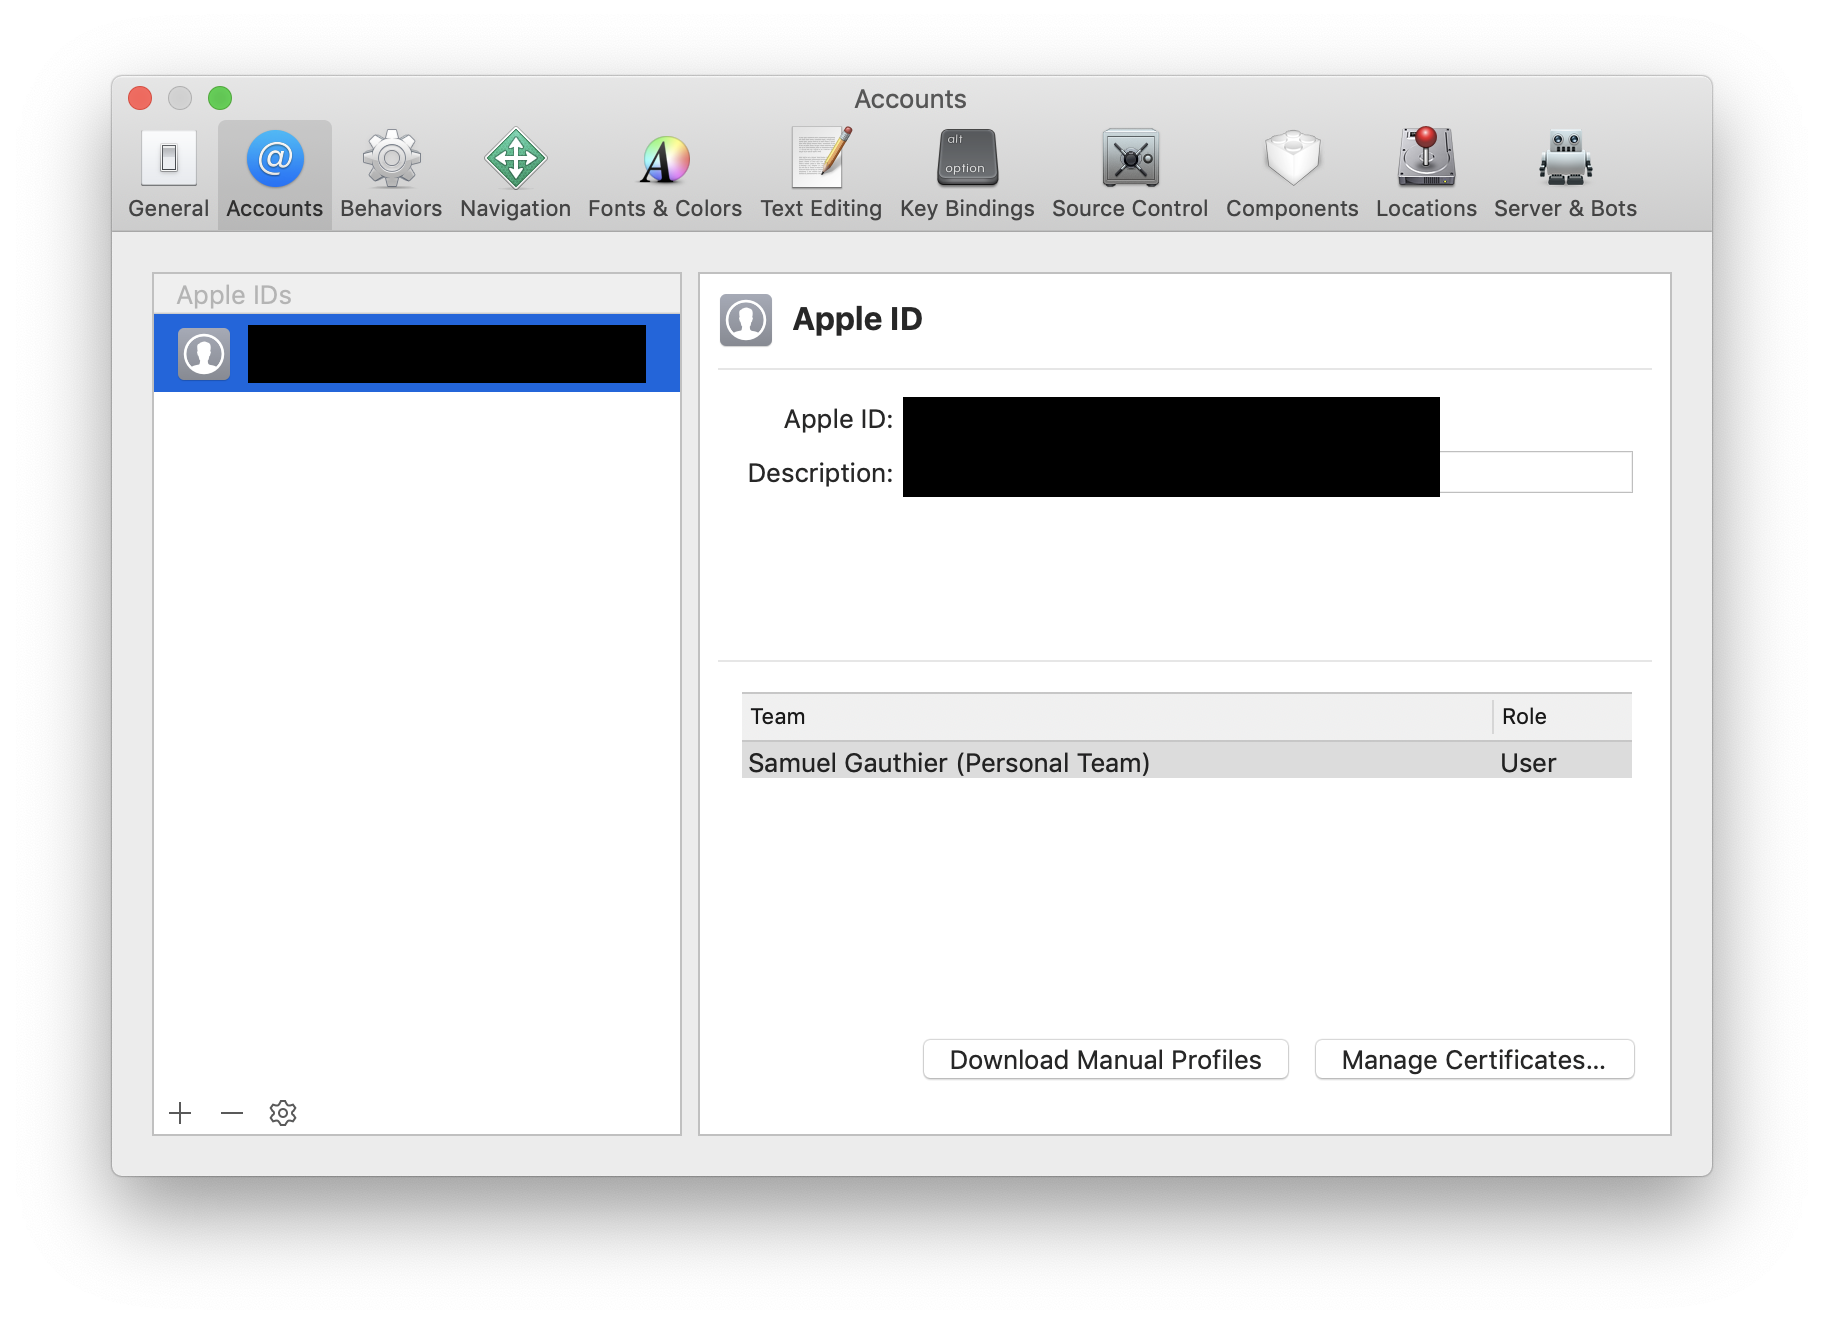 Accounts
alt
option
General Accounts Behaviors Navigation Fonts & Colors Text Editing Key Bindings Source Control Components Locations Server & Bots
Apple IDs
Apple ID
Apple ID:
Description:
Team Role
Samuel Gauthier (Personal Team) User
Download Manual Profiles Manage Certificates...